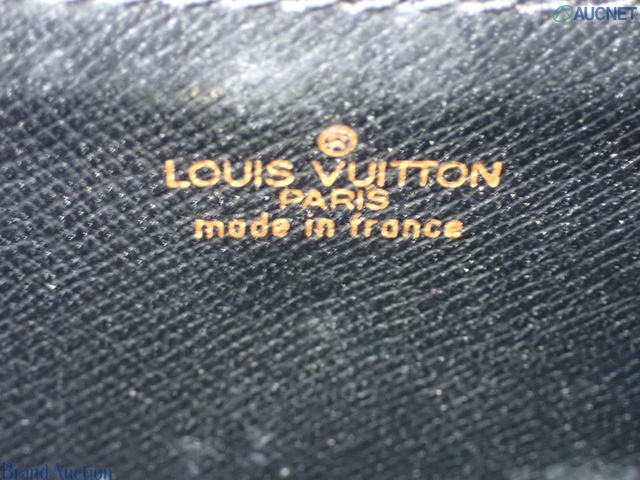 AUCNET
LOUIS VUITTON
PARIS
made in france
Brand Auction